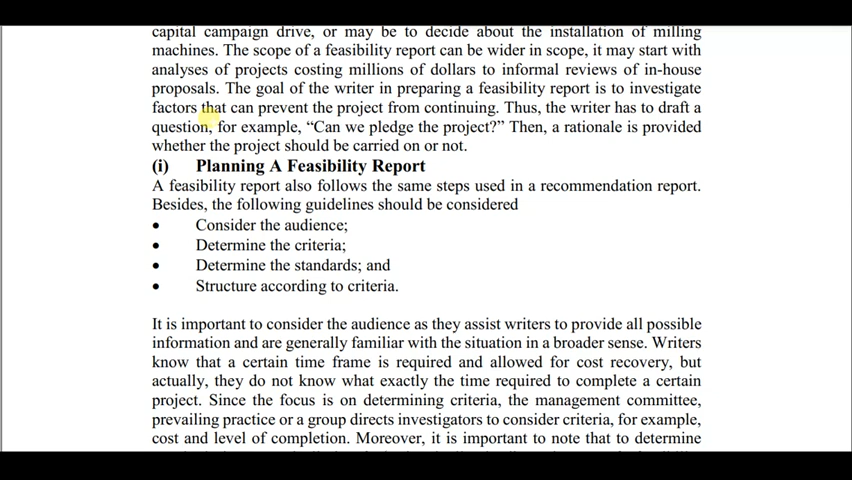 capital campaign drive, or may be to decide about the installation of milling
machines. The scope of a feasibility report can be wider in scope, it may start with
analyses of projects costing millions of dollars to informal reviews of in-house
proposals. The goal of the writer in preparing a feasibility report is to investigate
factors that can prevent the project from continuing. Thus, the writer has to draft a
question, for example, “Can we pledge the project?” Then, a rationale is provided
whether the project should be carried on or not.
(i) Planning A Feasibility Report
A feasibility report also follows the same steps used in a recommendation report.
Besides, the following guidelines should be considered
• Consider the audience;
• Determine the criteria;
• Determine the standards; and
• Structure according to criteria.
It is important to consider the audience as they assist writers to provide all possible
information and are generally familiar with the situation in a broader sense. Writers
know that a certain time frame is required and allowed for cost recovery, but
actually, they do not know what exactly the time required to complete a certain
project. Since the focus is on determining criteria, the management committee,
prevailing practice or a group directs investigators to consider criteria, for example,
cost and level of completion. Moreover, it is important to note that to determine